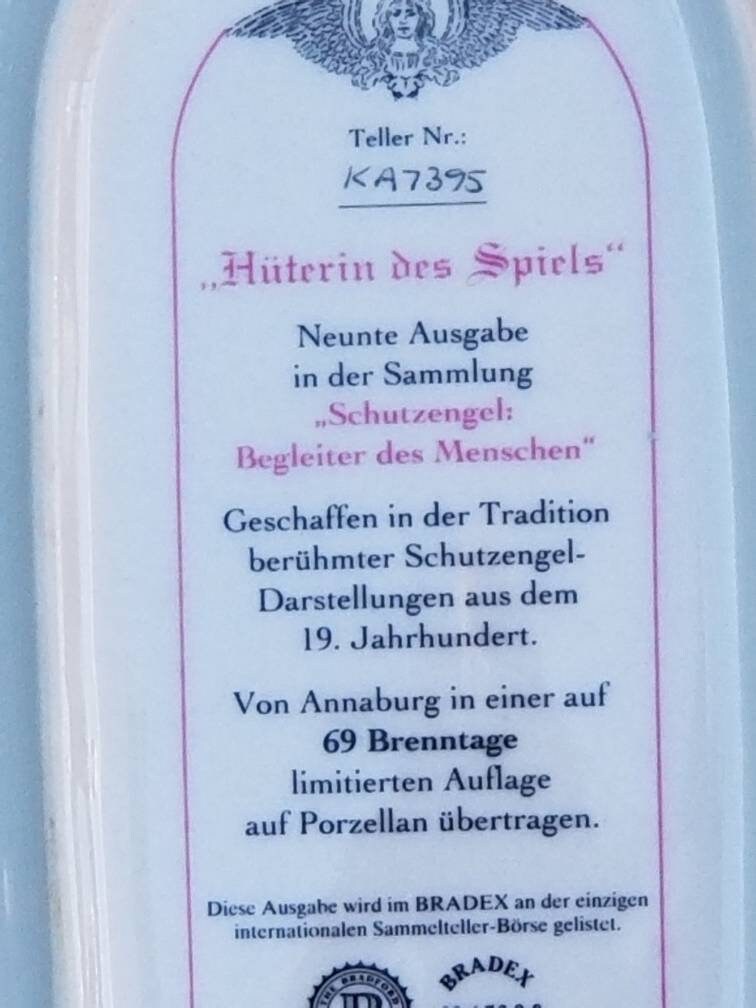 Teller Nr.:
KA7395
„Hüterin des Spiels“
Neunte Ausgabe
in der Sammlung
„Schutzengel:
Begleiter des Menschen“
Geschaffen in der Tradition
berühmter Schutzengel-
Darstellungen aus dem
19. Jahrhundert.
Von Annaburg in einer auf
69 Brenntage
limitierten Auflage
auf Porzellan übertragen.
Diese Ausgabe wird im BRADEX an der einzigen
internationalen Sammelteller-Börse gelistet.
THE BRADFORD
BRADEX